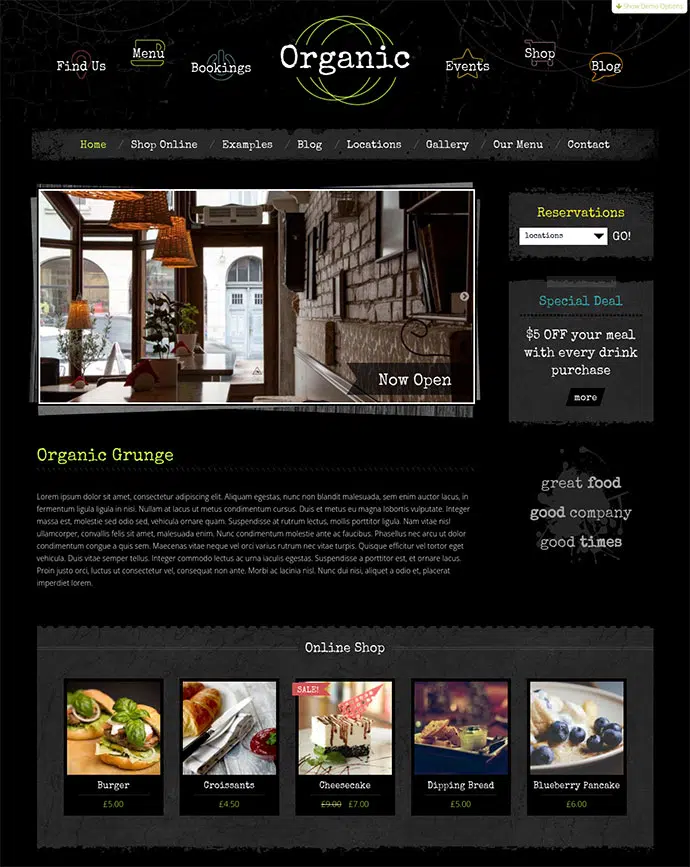 Show Demo Options
Find Us
Menu
Bookings
Organic
Events
Shop
Blog
Home / Shop Online / Examples / Blog / Locations / Gallery / Our Menu / Contact
Now Open
Reservations
locations
GO!
Special Deal
$5 OFF your meal
with every drink
purchase
more
great food
good company
good times
Organic Grunge
Lorem ipsum dolor sit amet, consectetur adipiscing elit. Aliquam egestas, nunc non blandit malesuada, sem enim auctor lacus, in
fermentum ligula ligula in nisi. Nullam at lacus ut metus condimentum cursus. Duis et metus eu magna lobortis vulputate. Integer
massa est, molestie sed odio sed, vehicula ornare quam. Suspendisse at rutrum lectus, mollis porttitor ligula. Nam vitae nisl
ullamcorper, convallis felis sit amet, malesuada enim. Nunc condimentum molestie ante ac faucibus. Phasellus nec arcu ut dolor
condimentum congue a quis sem. Maecenas vitae neque vel orci varius rutrum nec vitae turpis. Quisque efficitur vel tortor eget
vehicula. Duis vitae semper tellus. Integer commodo lectus ac urna iaculis egestas. Suspendisse a porttitor est, et ornare lacus.
Proin justo orci, luctus ut consectetur vel, consequat non ante. Morbi ac lacinia nisl. Nunc dui nisi, aliquet a odio et, placerat
imperdiet lorem.
Online Shop
SALE!
Burger
£5.00
Croissants
£4.50
Cheesecake
£9.00 £7.00
Dipping Bread
£5.00
Blueberry Pancake
£6.00